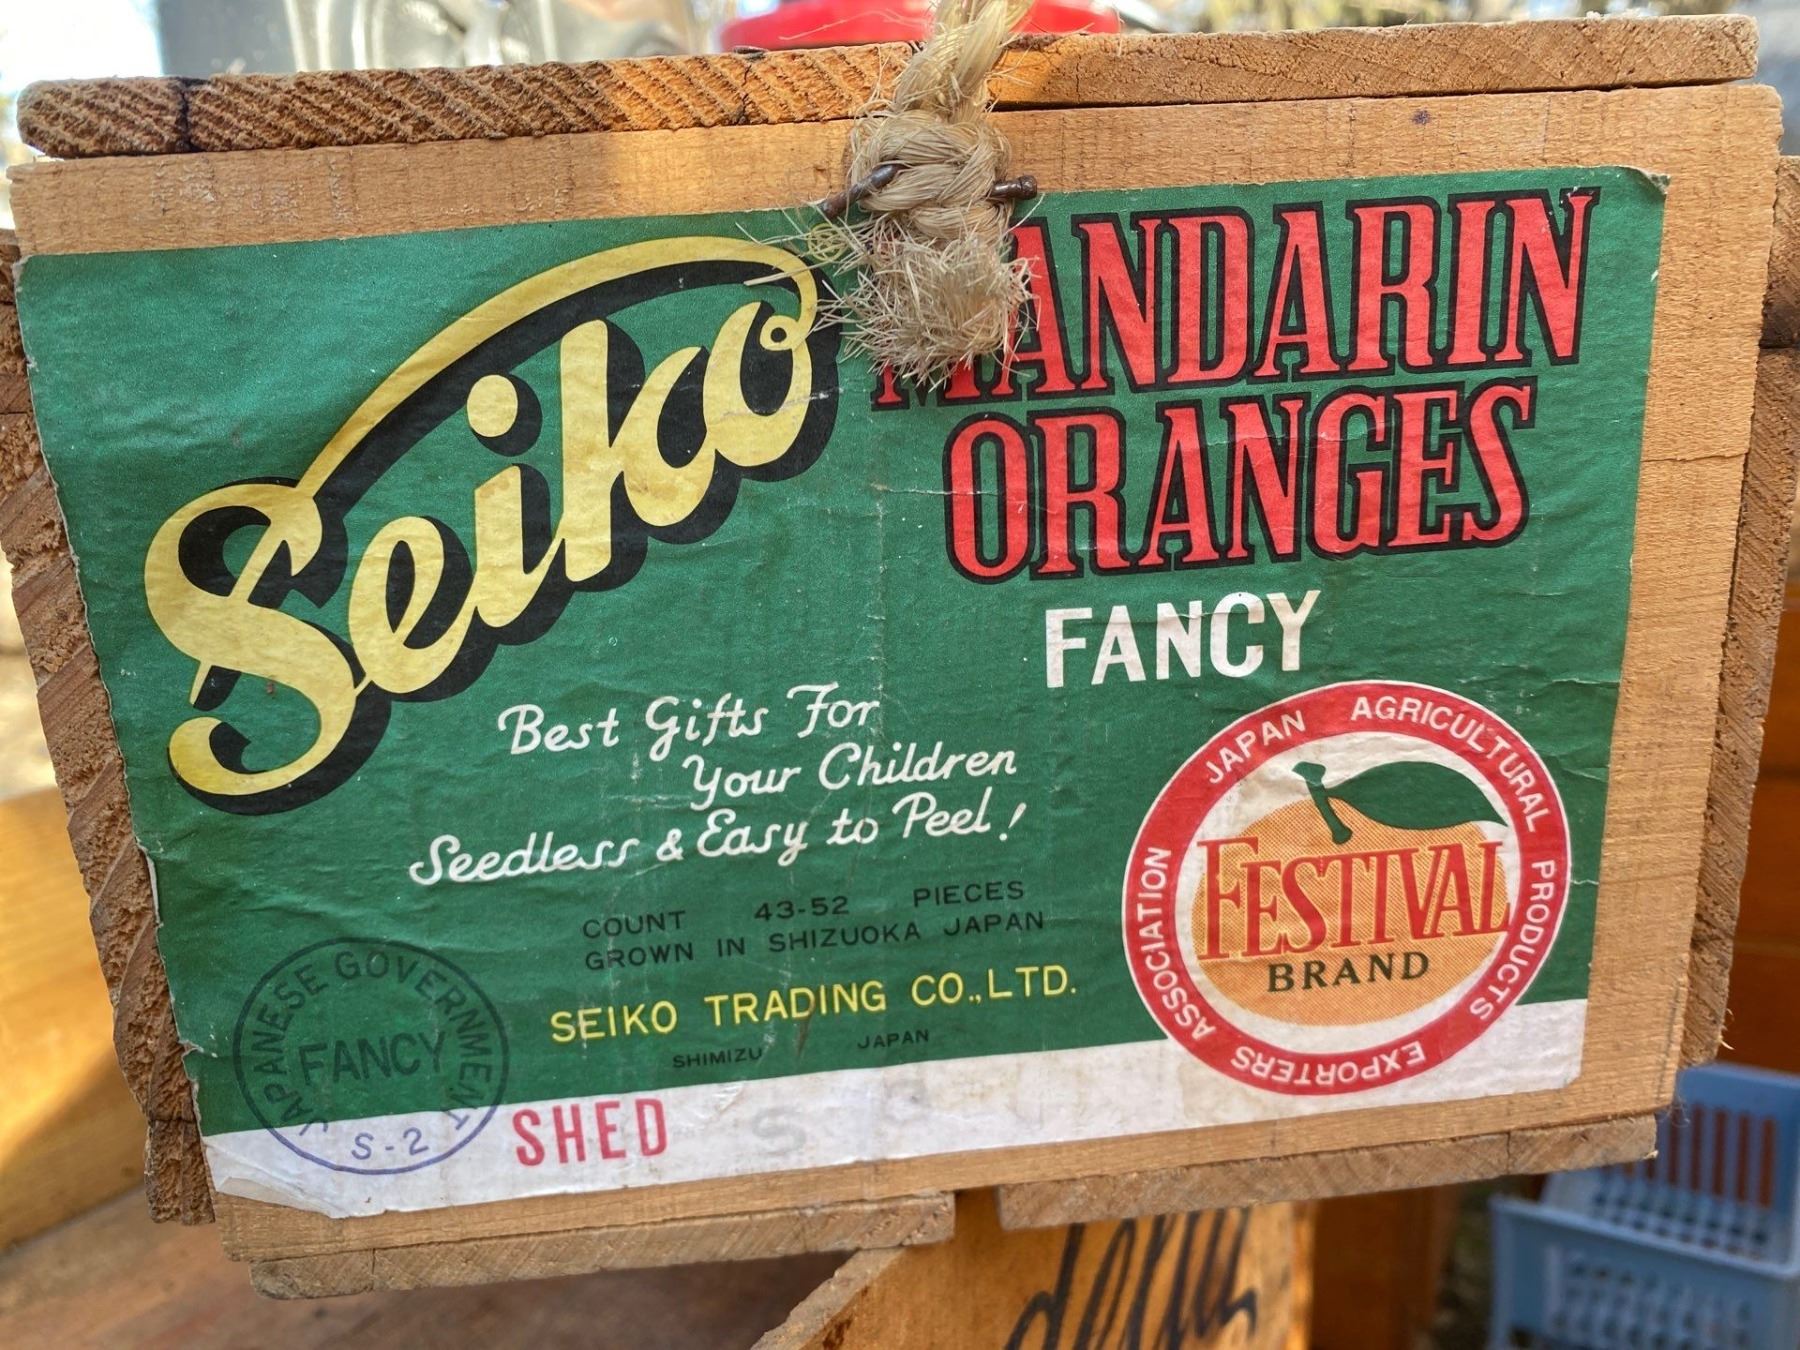 Seiko
MANDARIN
ORANGES
FANCY
Best Gifts For
Your Children
Seedless & Easy to Peel!
COUNT 43-52 PIECES
GROWN IN SHIZUOKA JAPAN
SEIKO TRADING CO., LTD.
SHIMIZU JAPAN
JAPAN AGRICULTURAL PRODUCTS EXPORTERS ASSOCIATION
FESTIVAL
BRAND
JAPANESE GOVERNMENT
FANCY
S-2
SHED S